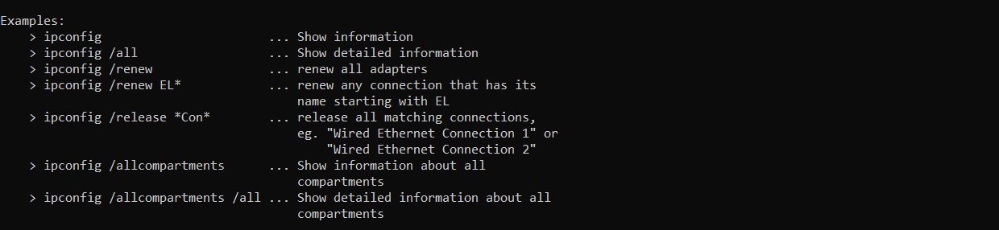 Examples:
    > ipconfig                       ... Show information
    > ipconfig /all                  ... Show detailed information
    > ipconfig /renew                ... renew all adapters
    > ipconfig /renew EL*            ... renew any connection that has its
                                         name starting with EL
    > ipconfig /release *Con*        ... release all matching connections,
                                         eg. "Wired Ethernet Connection 1" or
                                             "Wired Ethernet Connection 2"
    > ipconfig /allcompartments      ... Show information about all
                                         compartments
    > ipconfig /allcompartments /all ... Show detailed information about all
                                         compartments